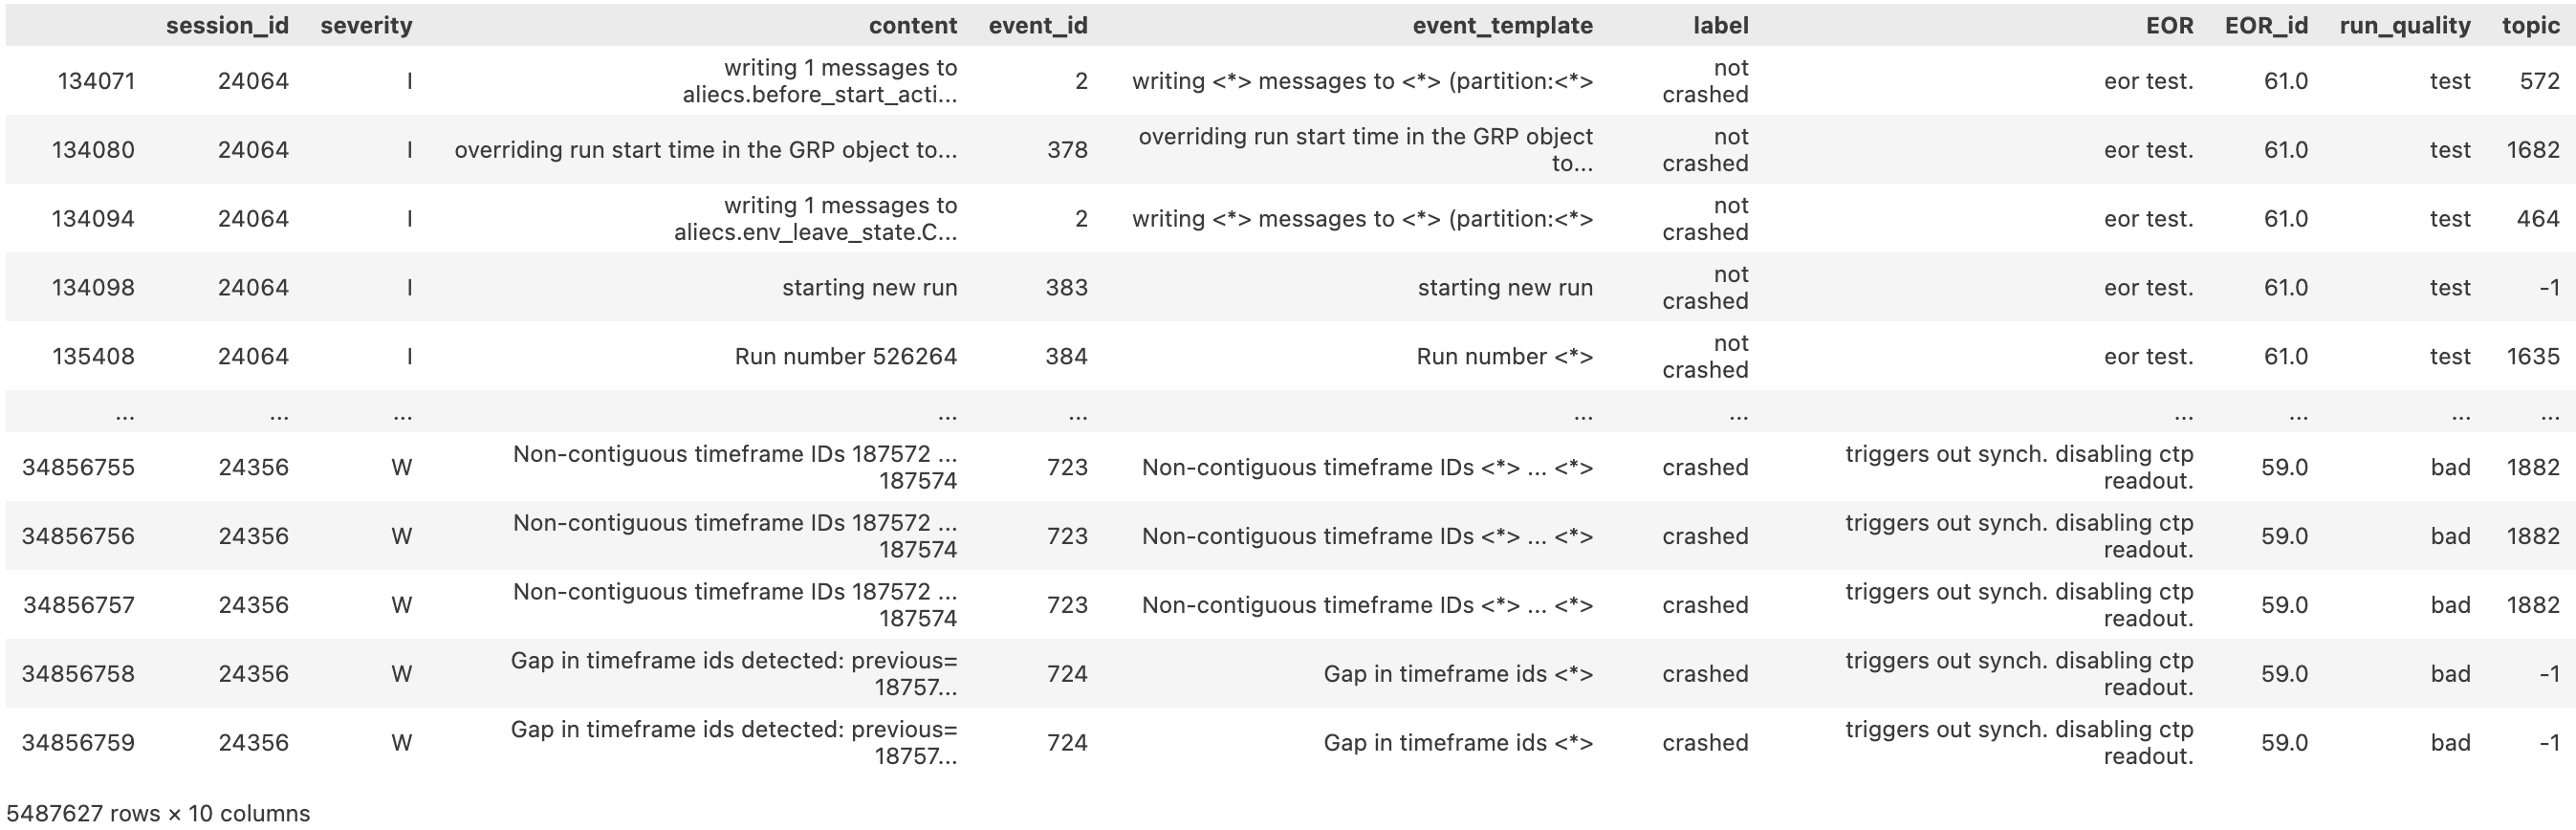 session_id severity content event_id event_template label EOR EOR_id run_quality topic
134071 24064 I writing 1 messages to aliecs.before_start_acti... 2 writing <*> messages to <*> (partition:<*> not crashed eor test. 61.0 test 572
134080 24064 I overriding run start time in the GRP object to... 378 overriding run start time in the GRP object to... not crashed eor test. 61.0 test 1682
134094 24064 I writing 1 messages to aliecs.env_leave_state.C... 2 writing <*> messages to <*> (partition:<*> not crashed eor test. 61.0 test 464
134098 24064 I starting new run 383 starting new run not crashed eor test. 61.0 test -1
135408 24064 I Run number 526264 384 Run number <*> not crashed eor test. 61.0 test 1635
... ... ... ... ... ... ... ... ... ... ...
34856755 24356 W Non-contiguous timeframe IDs 187572 ... 187574 723 Non-contiguous timeframe IDs <*> ... <*> crashed triggers out synch. disabling ctp readout. 59.0 bad 1882
34856756 24356 W Non-contiguous timeframe IDs 187572 ... 187574 723 Non-contiguous timeframe IDs <*> ... <*> crashed triggers out synch. disabling ctp readout. 59.0 bad 1882
34856757 24356 W Non-contiguous timeframe IDs 187572 ... 187574 723 Non-contiguous timeframe IDs <*> ... <*> crashed triggers out synch. disabling ctp readout. 59.0 bad 1882
34856758 24356 W Gap in timeframe ids detected: previous= 18757... 724 Gap in timeframe ids <*> crashed triggers out synch. disabling ctp readout. 59.0 bad -1
34856759 24356 W Gap in timeframe ids detected: previous= 18757... 724 Gap in timeframe ids <*> crashed triggers out synch. disabling ctp readout. 59.0 bad -1
5487627 rows × 10 columns